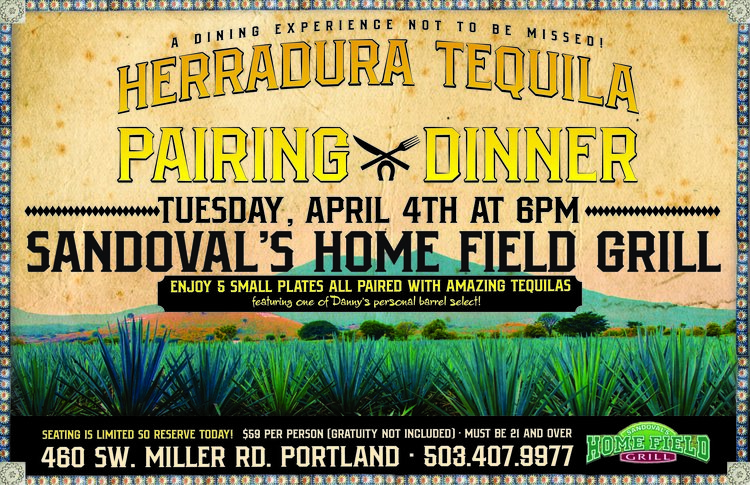 A DINING EXPERIENCE NOT TO BE MISSED!
HERRADURA TEQUILA
PAIRING DINNER
TUESDAY, APRIL 4TH AT 6PM
SANDOVAL'S HOME FIELD GRILL
ENJOY 5 SMALL PLATES ALL PAIRED WITH AMAZING TEQUILAS
featuring one of Danny's personal barrel select!
SEATING IS LIMITED SO RESERVE TODAY! $59 PER PERSON (GRATUITY NOT INCLUDED) · MUST BE 21 AND OVER
460 SW. MILLER RD. PORTLAND · 503.407.9977
SANDOVAL'S
HOME FIELD
GRILL